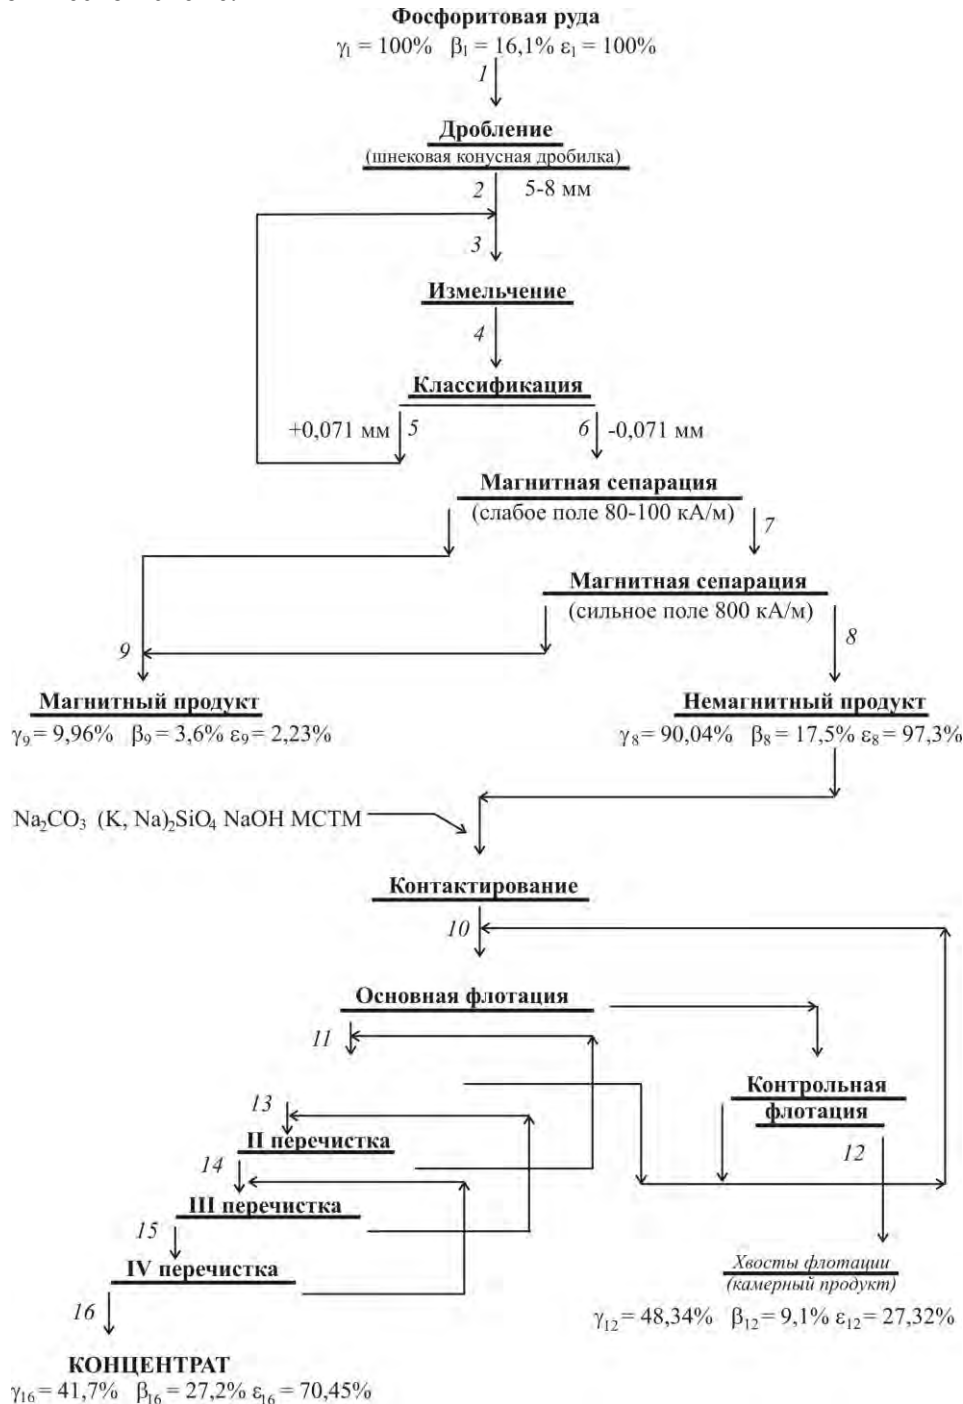 Фосфоритовая руда
γ₁ = 100% β₁ = 16,1% ε₁ = 100%
1
Дробление
(шнековая конусная дробилка)
2 5-8 мм
3
Измельчение
4
Классификация
+0,071 мм 5 6 -0,071 мм
Магнитная сепарация
(слабое поле 80-100 кА/м)
7
Магнитная сепарация
(сильное поле 800 кА/м)
9 8
Магнитный продукт Немагнитный продукт
γ₉ = 9,96% β₉ = 3,6% ε₉ = 2,23% γ₈ = 90,04% β₈ = 17,5% ε₈ = 97,3%
Na₂CO₃ (K, Na)₂SiO₄ NaOH МСТМ
Контактирование
10
Основная флотация
11
Контрольная
флотация
13
II перечистка
12
14
III перечистка
15
IV перечистка
Хвосты флотации
(камерный продукт)
16
γ₁₂ = 48,34% β₁₂ = 9,1% ε₁₂ = 27,32%
КОНЦЕНТРАТ
γ₁₆ = 41,7% β₁₆ = 27,2% ε₁₆ = 70,45%